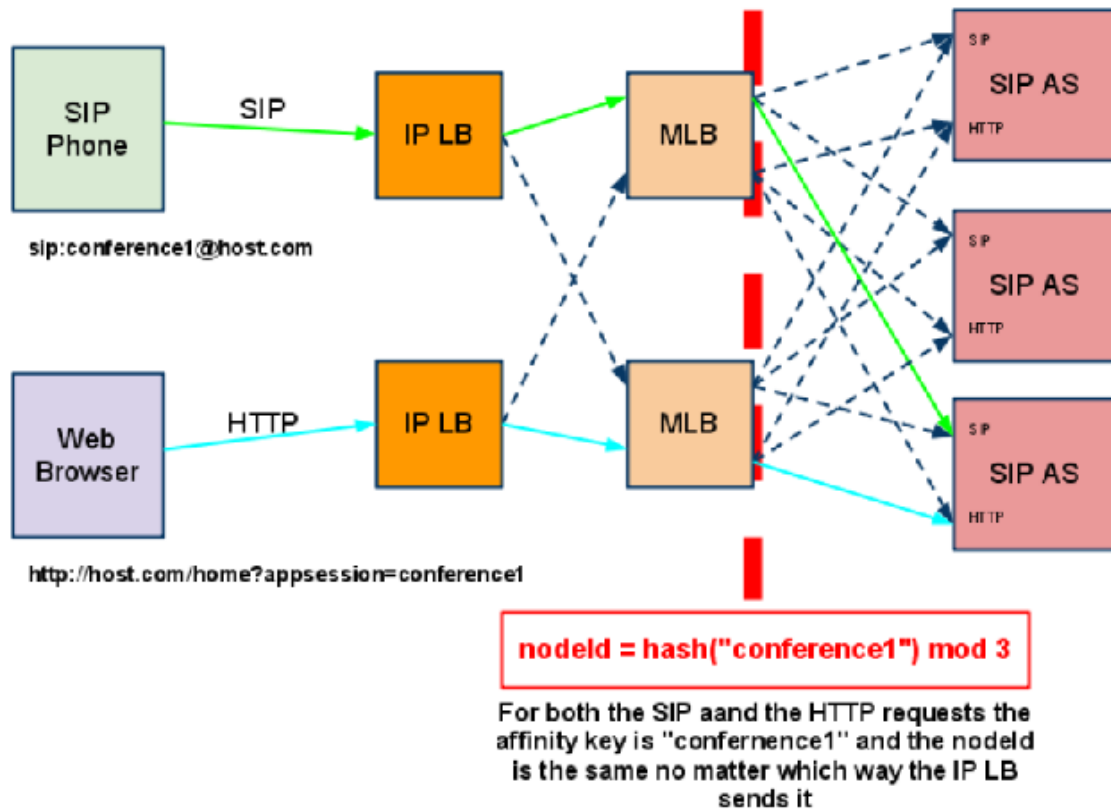 SIP
Phone
SIP
IP LB
MLB
SIP
SIP AS
HTTP
sip:conference1@host.com
SIP
SIP AS
HTTP
Web
Browser
HTTP
IP LB
MLB
SIP
SIP AS
HTTP
http://host.com/home?appsession=conference1
nodeId = hash("conference1") mod 3
For both the SIP aand the HTTP requests the
affinity key is "confernence1" and the nodeId
is the same no matter which way the IP LB
sends it